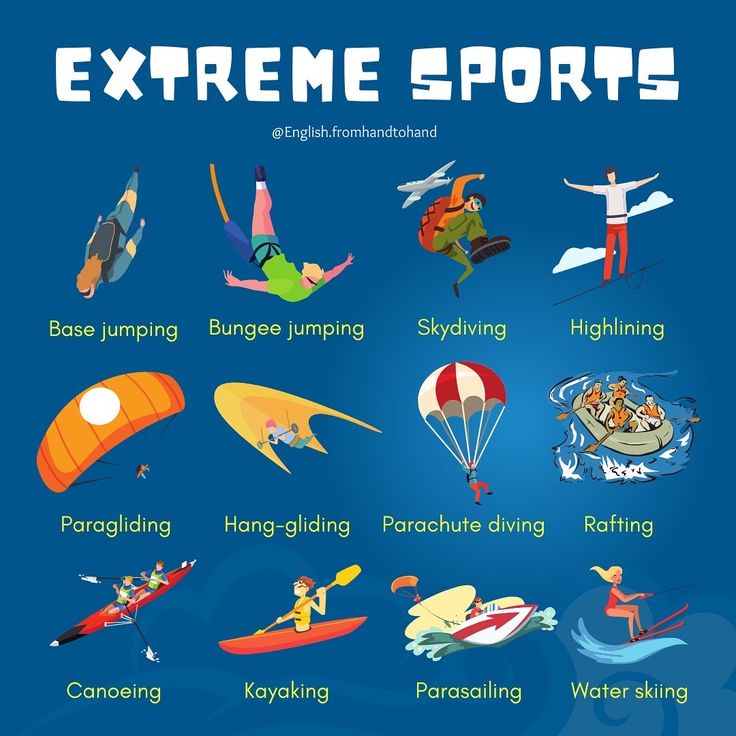 EXTREME SPORTS
@English.fromhandtohand
Base jumping
Bungee jumping
Skydiving
Highlining
Paragliding
Hang-gliding
Parachute diving
Rafting
Canoeing
Kayaking
Parasailing
Water skiing